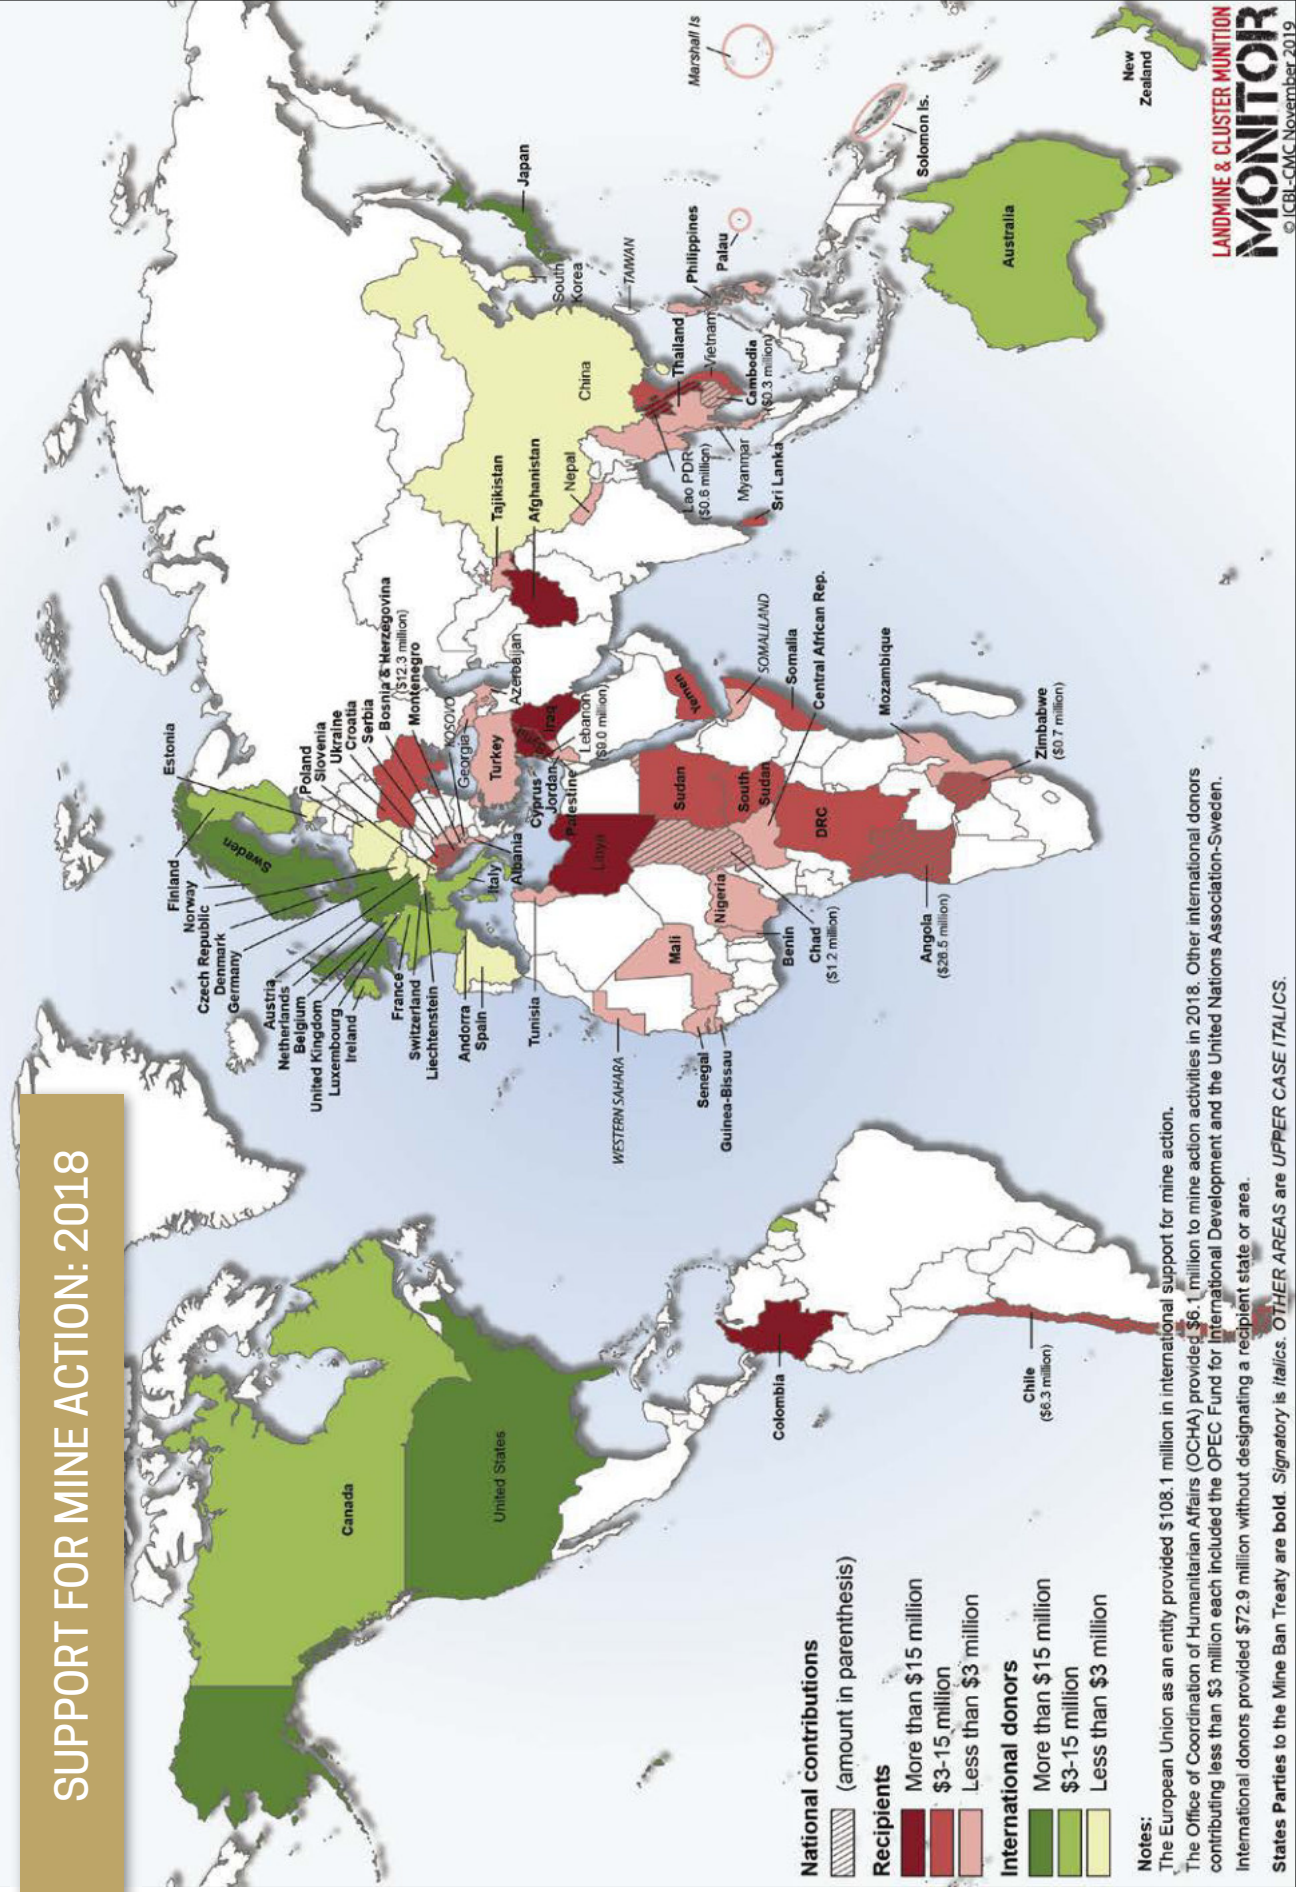 SUPPORT FOR MINE ACTION: 2018
Canada
United States
Colombia
Chile
($6.3 million)
Estonia
Finland
Norway
Czech Republic
Denmark
Germany
Austria
Netherlands
Belgium
United Kingdom
Luxembourg
Ireland
France
Switzerland
Liechtenstein
Andorra
Spain
Sweden
Poland
Slovenia
Ukraine
Croatia
Serbia
Bosnia & Herzegovina
($12.3 million)
Montenegro
KOSOVO
Georgia
Azerbaijan
Turkey
Italy
Albania
Cyprus
Jordan
Palestine
Syria
Iraq
Lebanon
($9.0 million)
Tunisia
WESTERN SAHARA
Senegal
Guinea-Bissau
Mali
Nigeria
Benin
Chad
($1.2 million)
Libya
Sudan
South
Sudan
DRC
Angola
($26.5 million)
Yemen
SOMALILAND
Somalia
Central African Rep.
Mozambique
Zimbabwe
($0.7 million)
Tajikistan
Afghanistan
Nepal
China
South
Korea
Japan
TAIWAN
Philippines
Palau
Thailand
Vietnam
Cambodia
($0.3 million)
Lao PDR
($0.6 million)
Myanmar
Sri Lanka
Marshall Is
Solomon Is.
Australia
New
Zealand
National contributions
(amount in parenthesis)
Recipients
More than $15 million
$3-15 million
Less than $3 million
International donors
More than $15 million
$3-15 million
Less than $3 million
Notes:
The European Union as an entity provided $108.1 million in international support for mine action.
The Office of Coordination of Humanitarian Affairs (OCHA) provided $6.1 million to mine action activities in 2018. Other international donors
contributing less than $3 million each included the OPEC Fund for International Development and the United Nations Association-Sweden.
International donors provided $72.9 million without designating a recipient state or area.
States Parties to the Mine Ban Treaty are bold. Signatory is italics. OTHER AREAS are UPPER CASE ITALICS.
LANDMINE & CLUSTER MUNITION
MONITOR
© ICBL-CMC November 2019